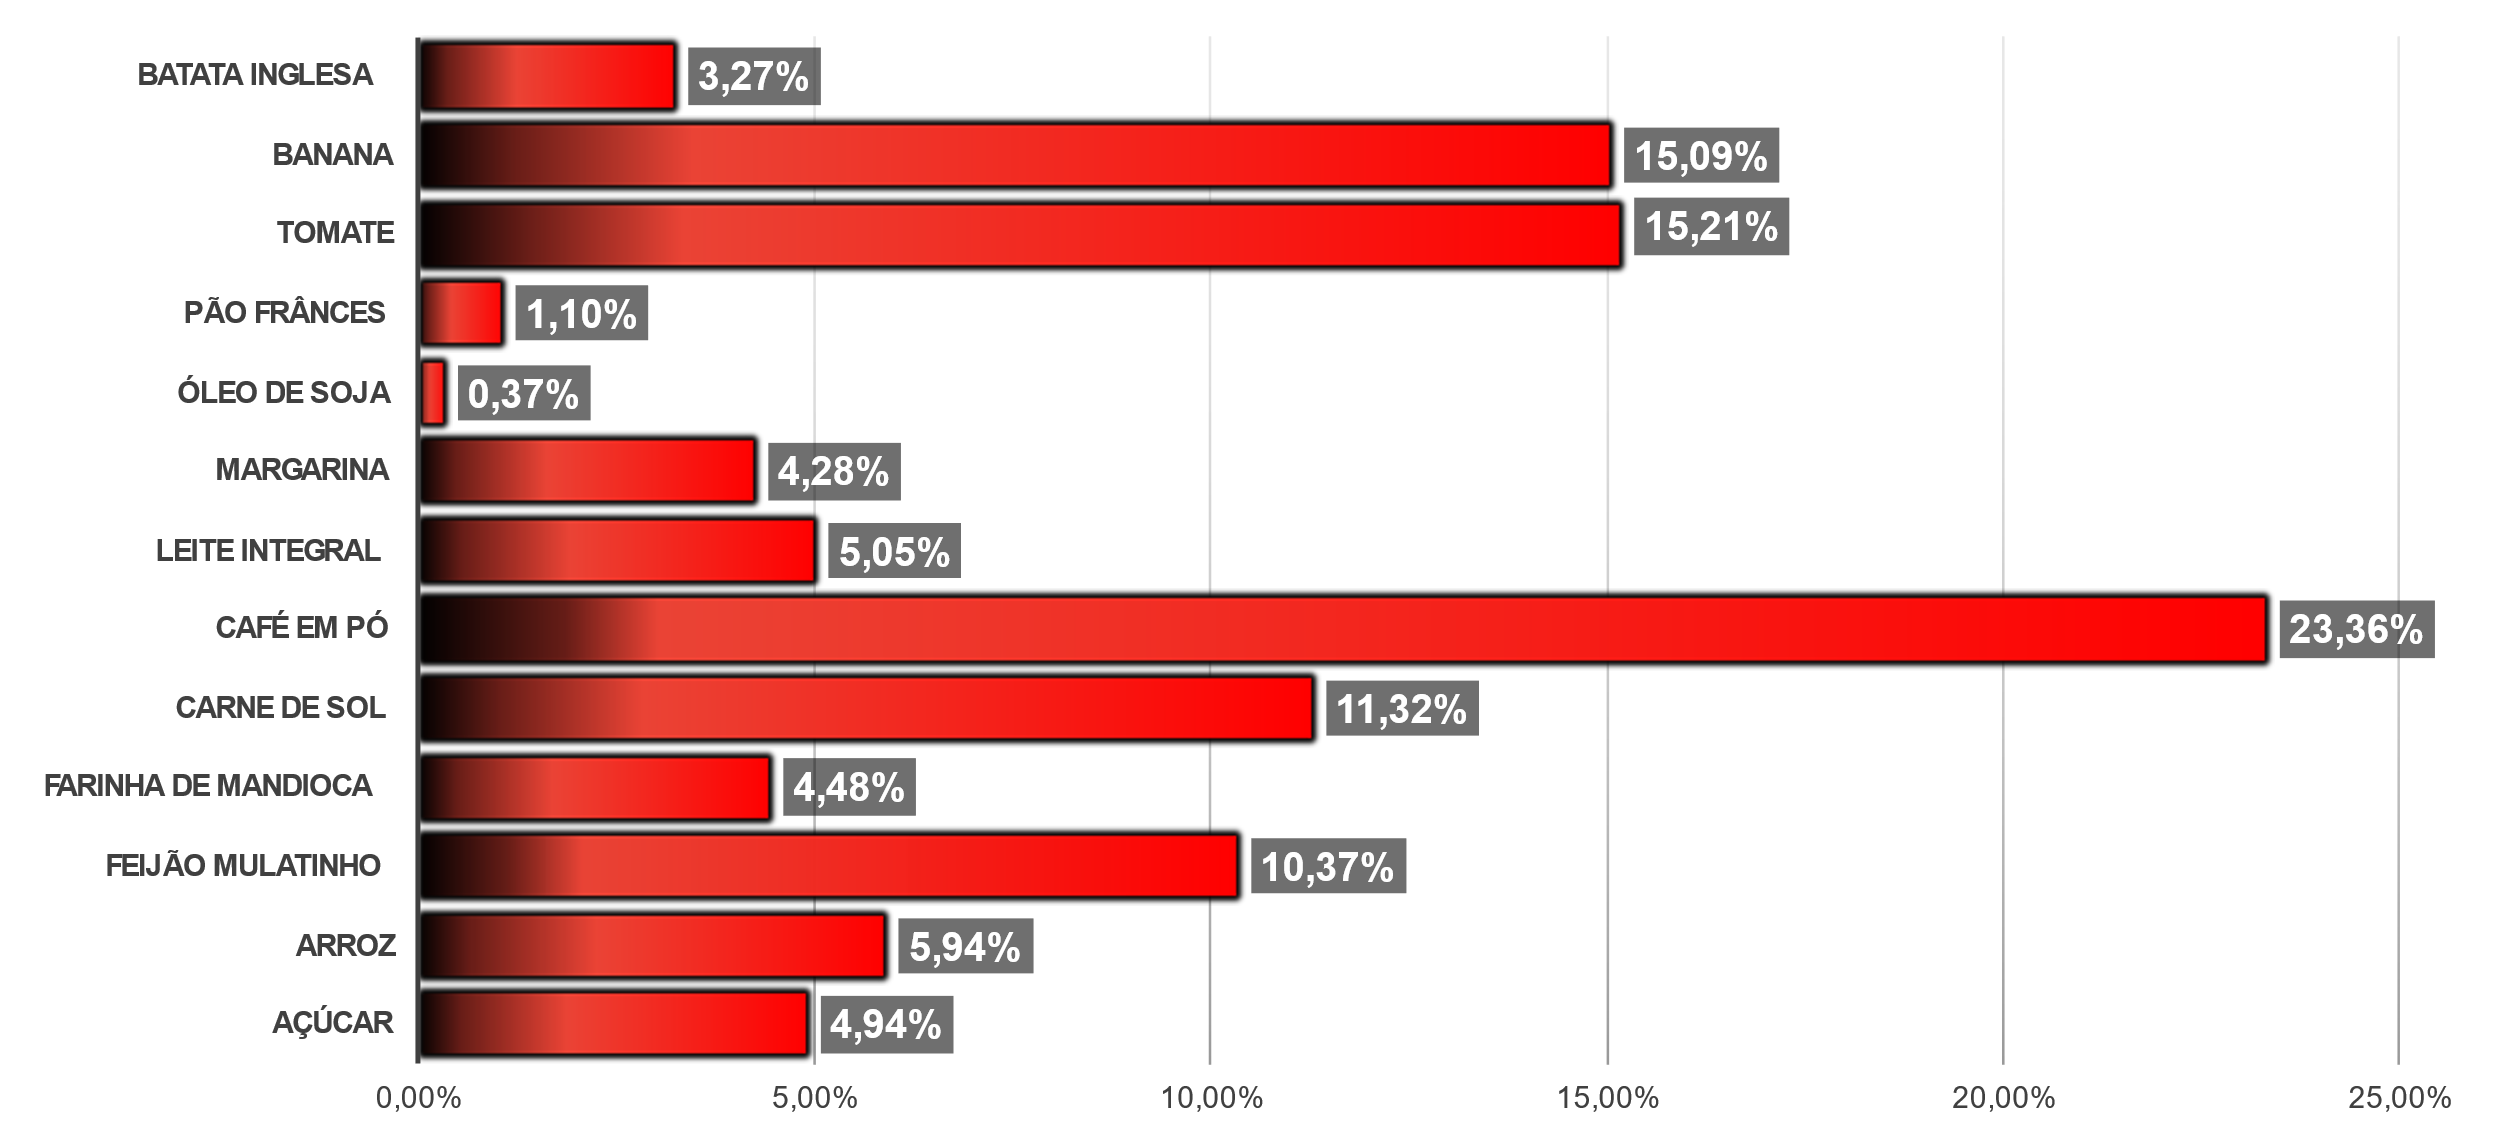 BATATA INGLESA 3,27%
BANANA 15,09%
TOMATE 15,21%
PÃO FRÂNCES 1,10%
ÓLEO DE SOJA 0,37%
MARGARINA 4,28%
LEITE INTEGRAL 5,05%
CAFÉ EM PÓ 23,36%
CARNE DE SOL 11,32%
FARINHA DE MANDIOCA 4,48%
FEIJÃO MULATINHO 10,37%
ARROZ 5,94%
AÇÚCAR 4,94%
0,00% 5,00% 10,00% 15,00% 20,00% 25,00%